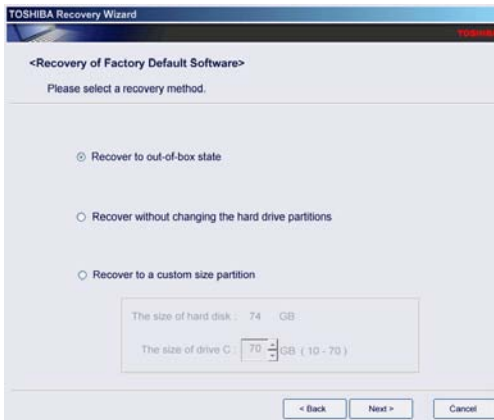 TOSHIBA Recovery Wizard
TOSHIBA
<Recovery of Factory Default Software>
Please select a recovery method.
Recover to out-of-box state
Recover without changing the hard drive partitions
Recover to a custom size partition
The size of hard disk : 74 GB
The size of drive C : 70 GB ( 10 - 70 )
< Back Next > Cancel